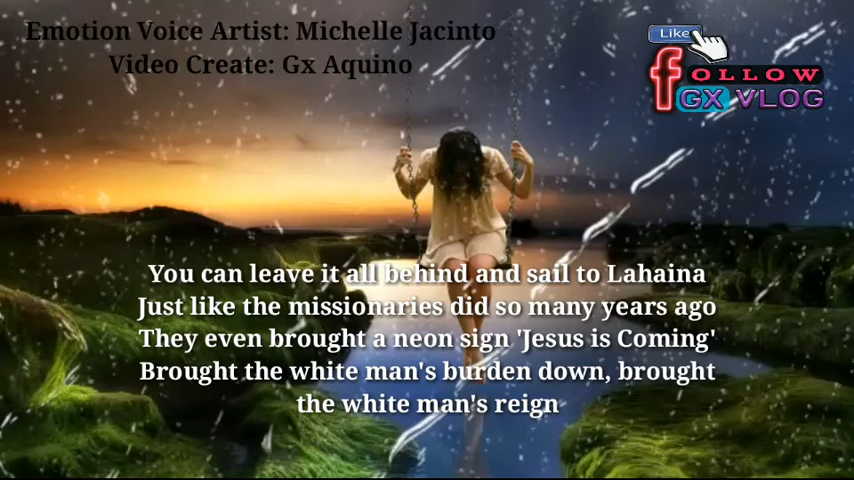 Emotion Voice Artist: Michelle Jacinto
Video Create: Gx Aquino
Like
fOLLOW
GX VLOG
You can leave it all behind and sail to Lahaina
Just like the missionaries did so many years ago
They even brought a neon sign 'Jesus is Coming'
Brought the white man's burden down, brought
the white man's reign